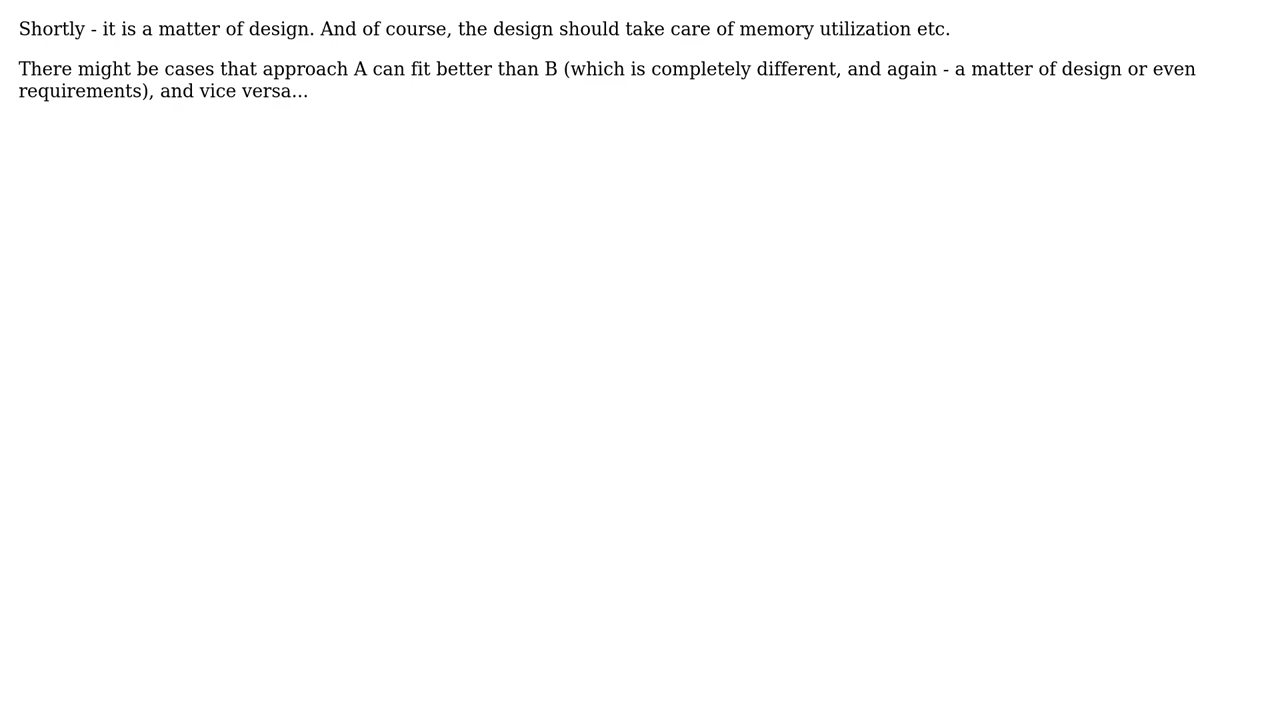 Shortly - it is a matter of design. And of course, the design should take care of memory utilization etc.
There might be cases that approach A can fit better than B (which is completely different, and again - a matter of design or even
requirements), and vice versa...